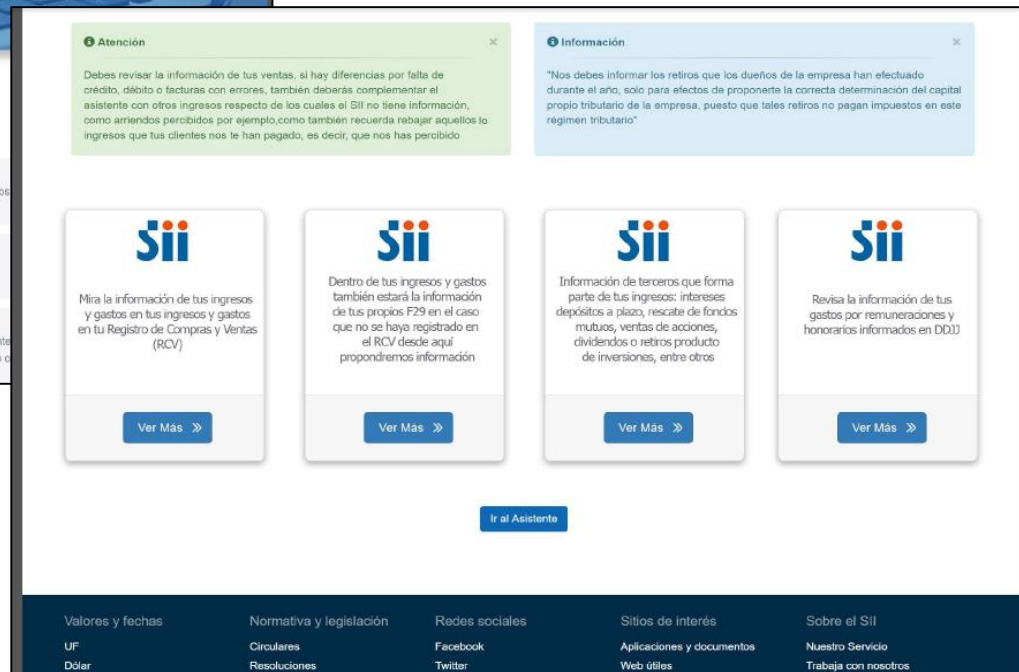 Atención
Debes revisar la información de tus ventas, si hay diferencias por falta de
crédito, débito o facturas con errores, también deberás complementar el
asistente con otros ingresos respecto de los cuales el SII no tiene información,
como arriendos percibidos por ejemplo,como también recuerda rebajar aquellos lo
ingresos que tus clientes nos te han pagado, es decir, que nos has percibido
Información
"Nos debes informar los retiros que los dueños de la empresa han efectuado
durante el año, solo para efectos de proponerte la correcta determinación del capital
propio tributario de la empresa, puesto que tales retiros no pagan impuestos en este
régimen tributario"
sii
Mira la información de tus ingresos
y gastos en tus ingresos y gastos
en tu Registro de Compras y Ventas
(RCV)
Ver Más
sii
Dentro de tus ingresos y gastos
también estará la información
de tus propios F29 en el caso
que no se haya registrado en
el RCV desde aquí
propondremos información
Ver Más
sii
Información de terceros que forma
parte de tus ingresos: intereses
depósitos a plazo, rescate de fondos
mutuos, ventas de acciones,
dividendos o retiros producto
de inversiones, entre otros
Ver Más
sii
Revisa la información de tus
gastos por remuneraciones y
honorarios informados en DDJJ
Ver Más
Ir al Asistente
Valores y fechas
UF
Dólar
Normativa y legislación
Circulares
Resoluciones
Redes sociales
Facebook
Twitter
Sitios de interés
Aplicaciones y documentos
Web útiles
Sobre el SII
Nuestro Servicio
Trabaja con nosotros